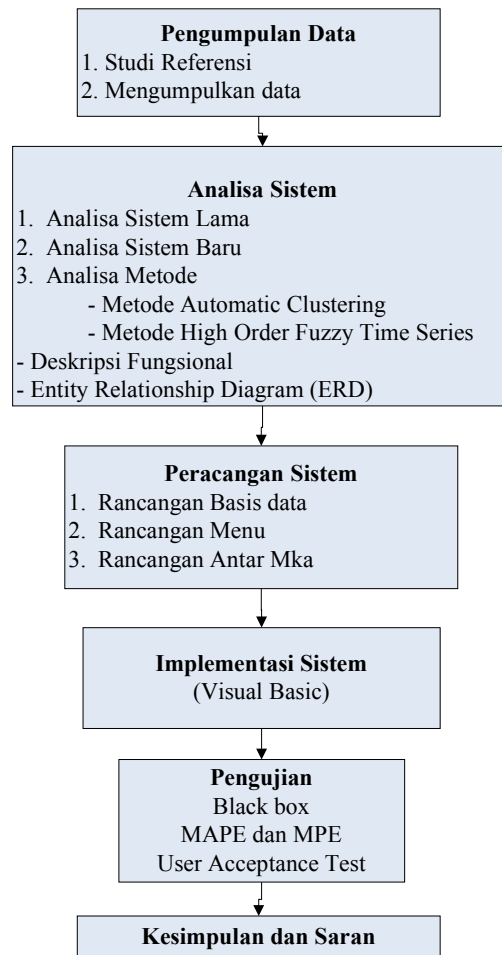 Pengumpulan Data
1. Studi Referensi
2. Mengumpulkan data
Analisa Sistem
1. Analisa Sistem Lama
2. Analisa Sistem Baru
3. Analisa Metode
- Metode Automatic Clustering
- Metode High Order Fuzzy Time Series
- Deskripsi Fungsional
- Entity Relationship Diagram (ERD)
Peracangan Sistem
1. Rancangan Basis data
2. Rancangan Menu
3. Rancangan Antar Mka
Implementasi Sistem
(Visual Basic)
Pengujian
Black box
MAPE dan MPE
User Acceptance Test
Kesimpulan dan Saran